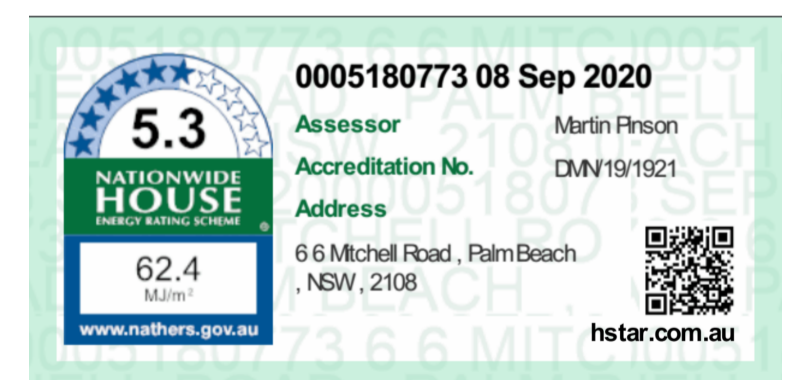 0005180773 08 Sep 2020
5.3
NATIONWIDE
HOUSE
ENERGY RATING SCHEME
®
62.4
MJ/m²
www.nathers.gov.au
Assessor Martin Pinson
Accreditation No. DMN/19/1921
Address
6 6 Mitchell Road , Palm Beach
, NSW , 2108
hstar.com.au